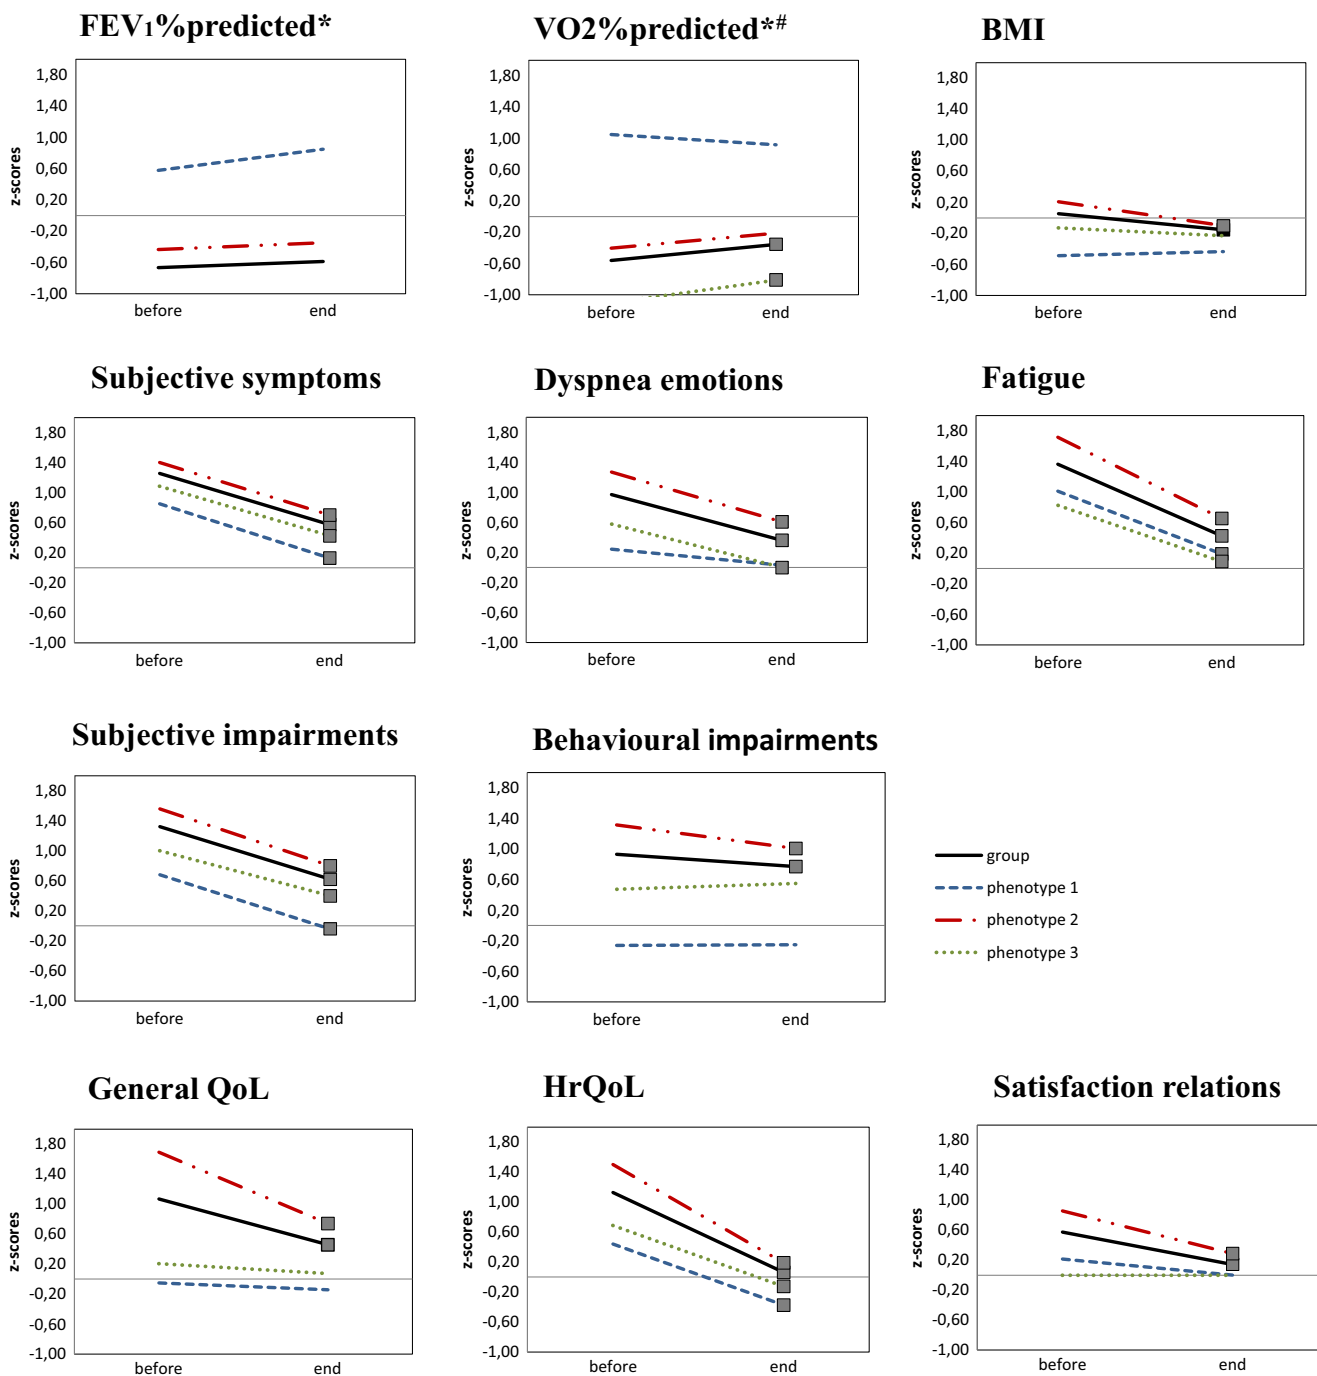 FEV1%predicted*
VO2%predicted*#
BMI
z-scores
1,80
1,40
1,00
0,60
0,20
-0,20
-0,60
-1,00
before
end
z-scores
1,80
1,40
1,00
0,60
0,20
-0,20
-0,60
-1,00
before
end
z-scores
1,80
1,40
1,00
0,60
0,20
-0,20
-0,60
-1,00
before
end
Subjective symptoms
Dyspnea emotions
Fatigue
z-scores
1,80
1,40
1,00
0,60
0,20
-0,20
-0,60
-1,00
before
end
z-scores
1,80
1,40
1,00
0,60
0,20
-0,20
-0,60
-1,00
before
end
z-scores
1,80
1,40
1,00
0,60
0,20
-0,20
-0,60
-1,00
before
end
Subjective impairments
Behavioural impairments
z-scores
1,80
1,40
1,00
0,60
0,20
-0,20
-0,60
-1,00
before
end
z-scores
1,80
1,40
1,00
0,60
0,20
-0,20
-0,60
-1,00
before
end
group
phenotype 1
phenotype 2
phenotype 3
General QoL
HrQoL
Satisfaction relations
z-scores
1,80
1,40
1,00
0,60
0,20
-0,20
-0,60
-1,00
before
end
z-scores
1,80
1,40
1,00
0,60
0,20
-0,20
-0,60
-1,00
before
end
z-scores
1,80
1,40
1,00
0,60
0,20
-0,20
-0,60
-1,00
before
end